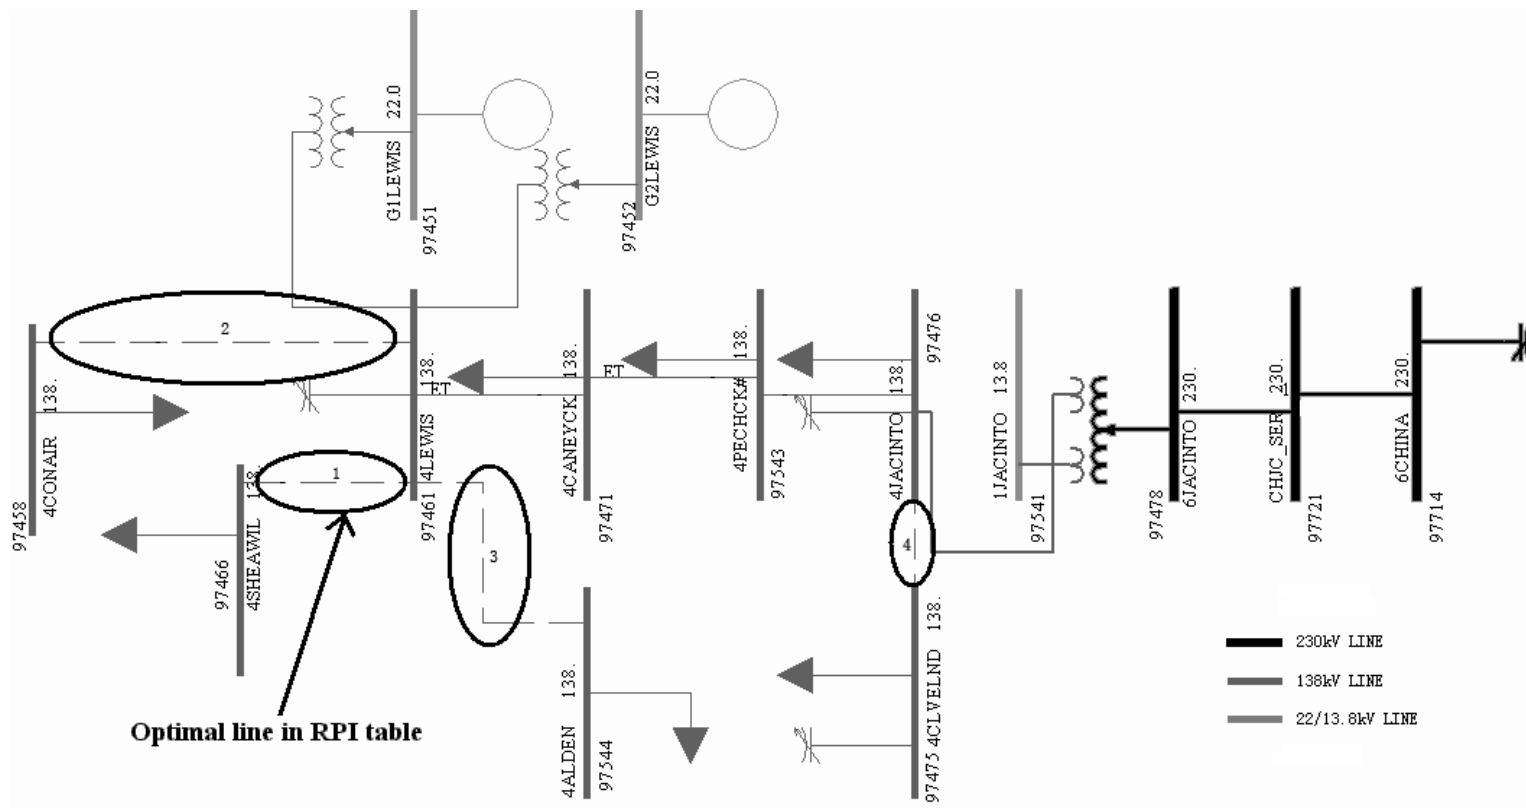 22.0
G1LEWIS
97451
22.0
G2LEWIS
97452
2
138.
4CONAIR
97458
138.
4LEWIS
97461
ET
138.
4CANEYCK
97471
ET
138.
4PECHCK#
97543
97476
138.
4JACINTO
13.8
1JACINTO
97541
230.
6JACINTO
97478
230.
1
CHJC_SER
97721
230.
6CHINA
97714
1
138.
4SHEAWIL
97466
3
4
138.
4ALDEN
97544
138.
4CLVELND
97475
230kV LINE
138kV LINE
22/13.8kV LINE
Optimal line in RPI table